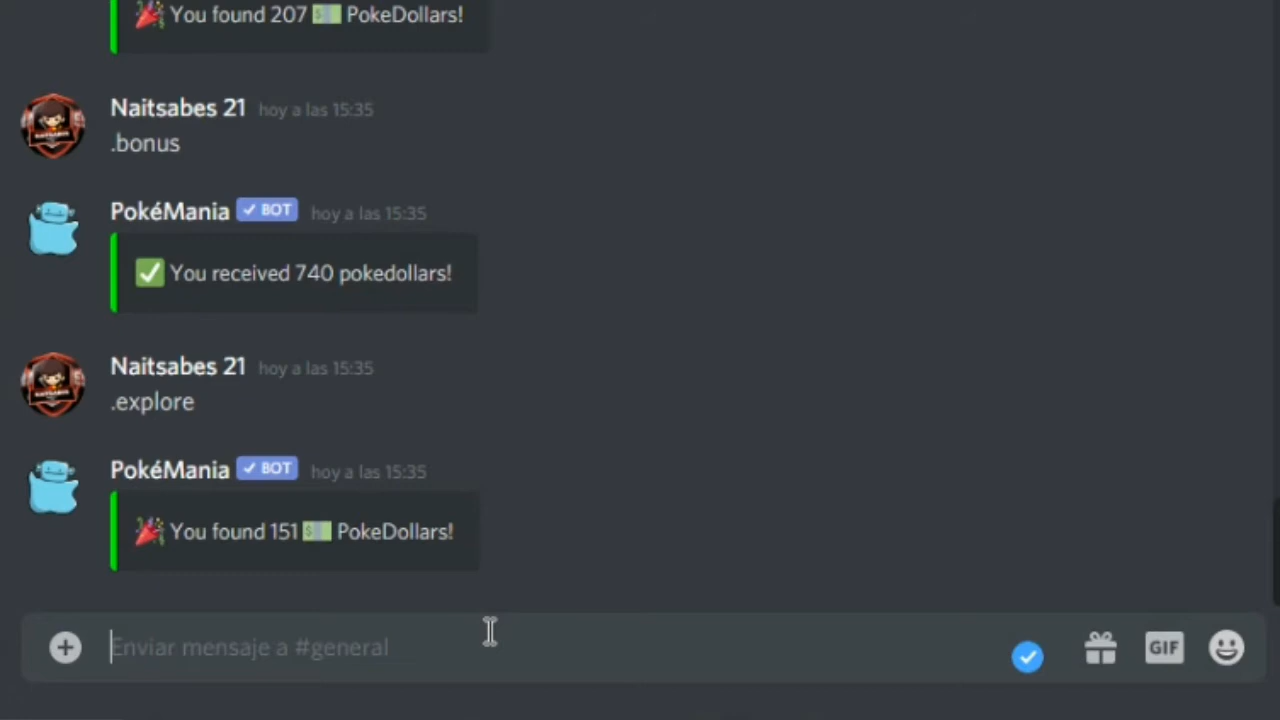 You found 207 PokeDollars!
Naitsabes 21 hoy a las 15:35
.bonus
PokéMania BOT hoy a las 15:35
You received 740 pokedollars!
Naitsabes 21 hoy a las 15:35
.explore
PokéMania BOT hoy a las 15:35
You found 151 PokeDollars!
Enviar mensaje a #general
GIF